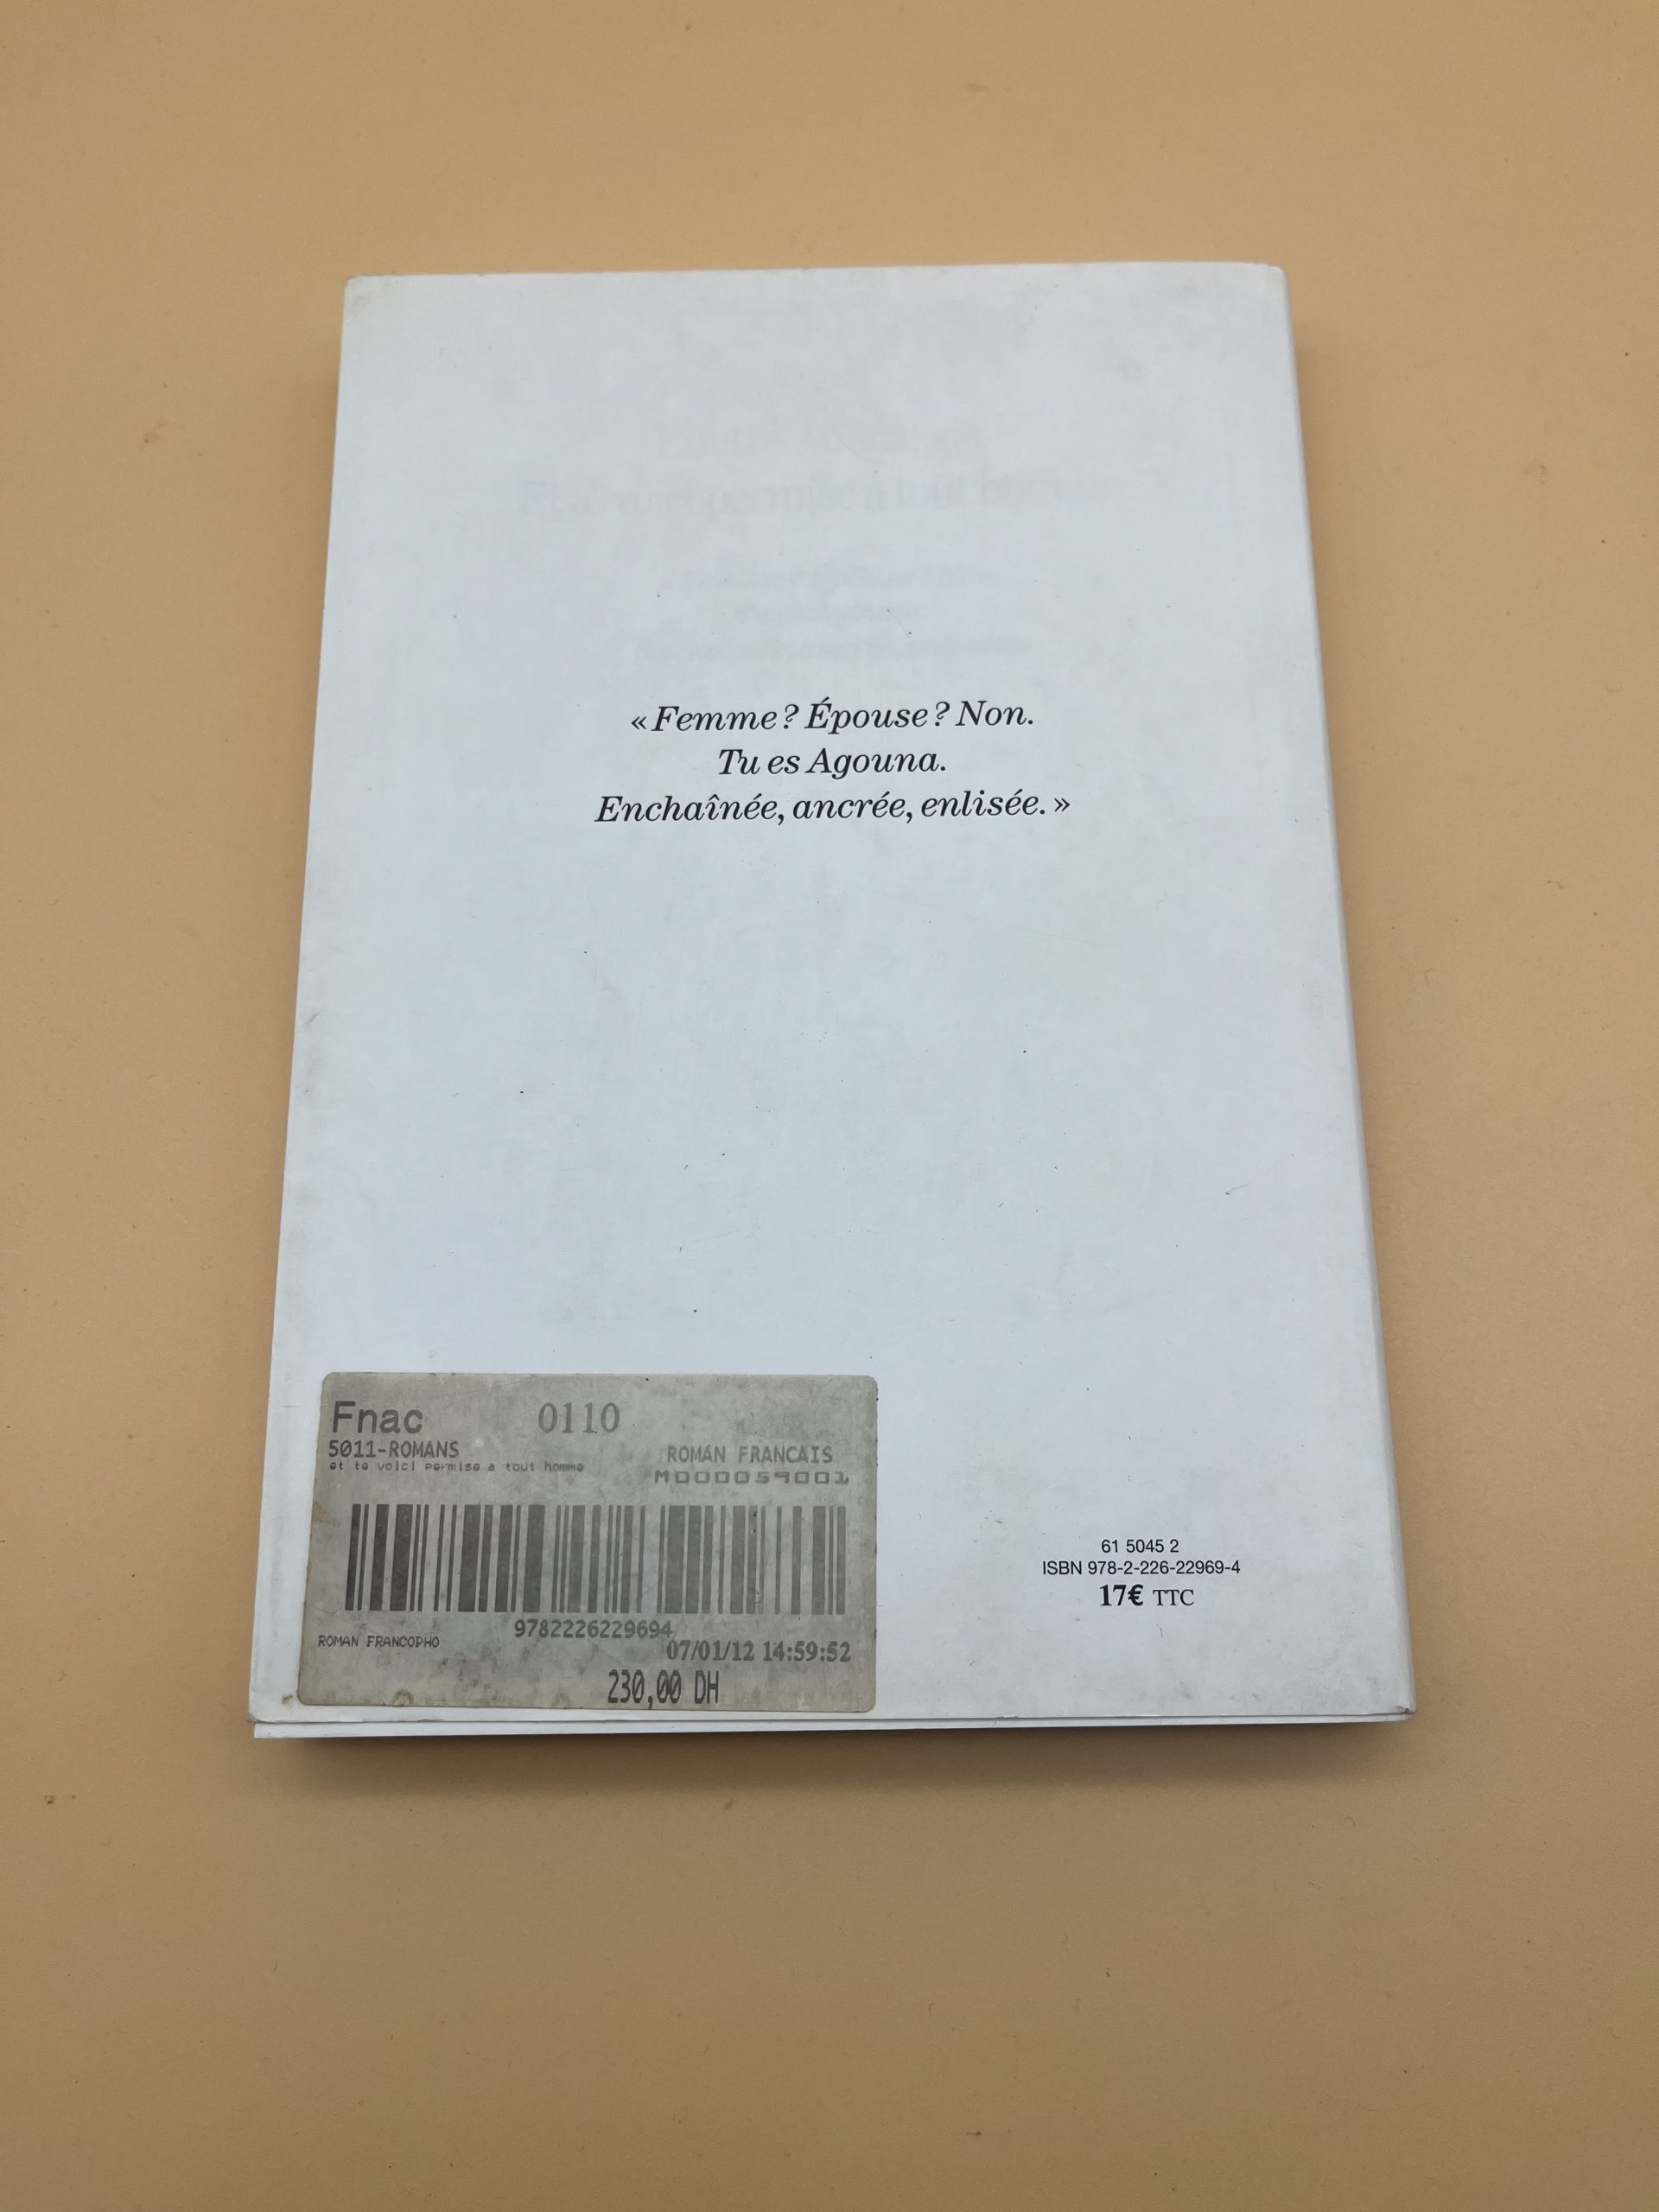 « Femme ? Épouse ? Non.
Tu es Agouna.
Enchaînée, ancrée, enlisée. »
Fnac 0110
5011-ROMANS ROMAN FRANCAIS
et te voici permise a tout homme M000059001
9782226229694
ROMAN FRANCOPHO 07/01/12 14:59:52
230,00 DH
61 5045 2
ISBN 978-2-226-22969-4
17€ TTC